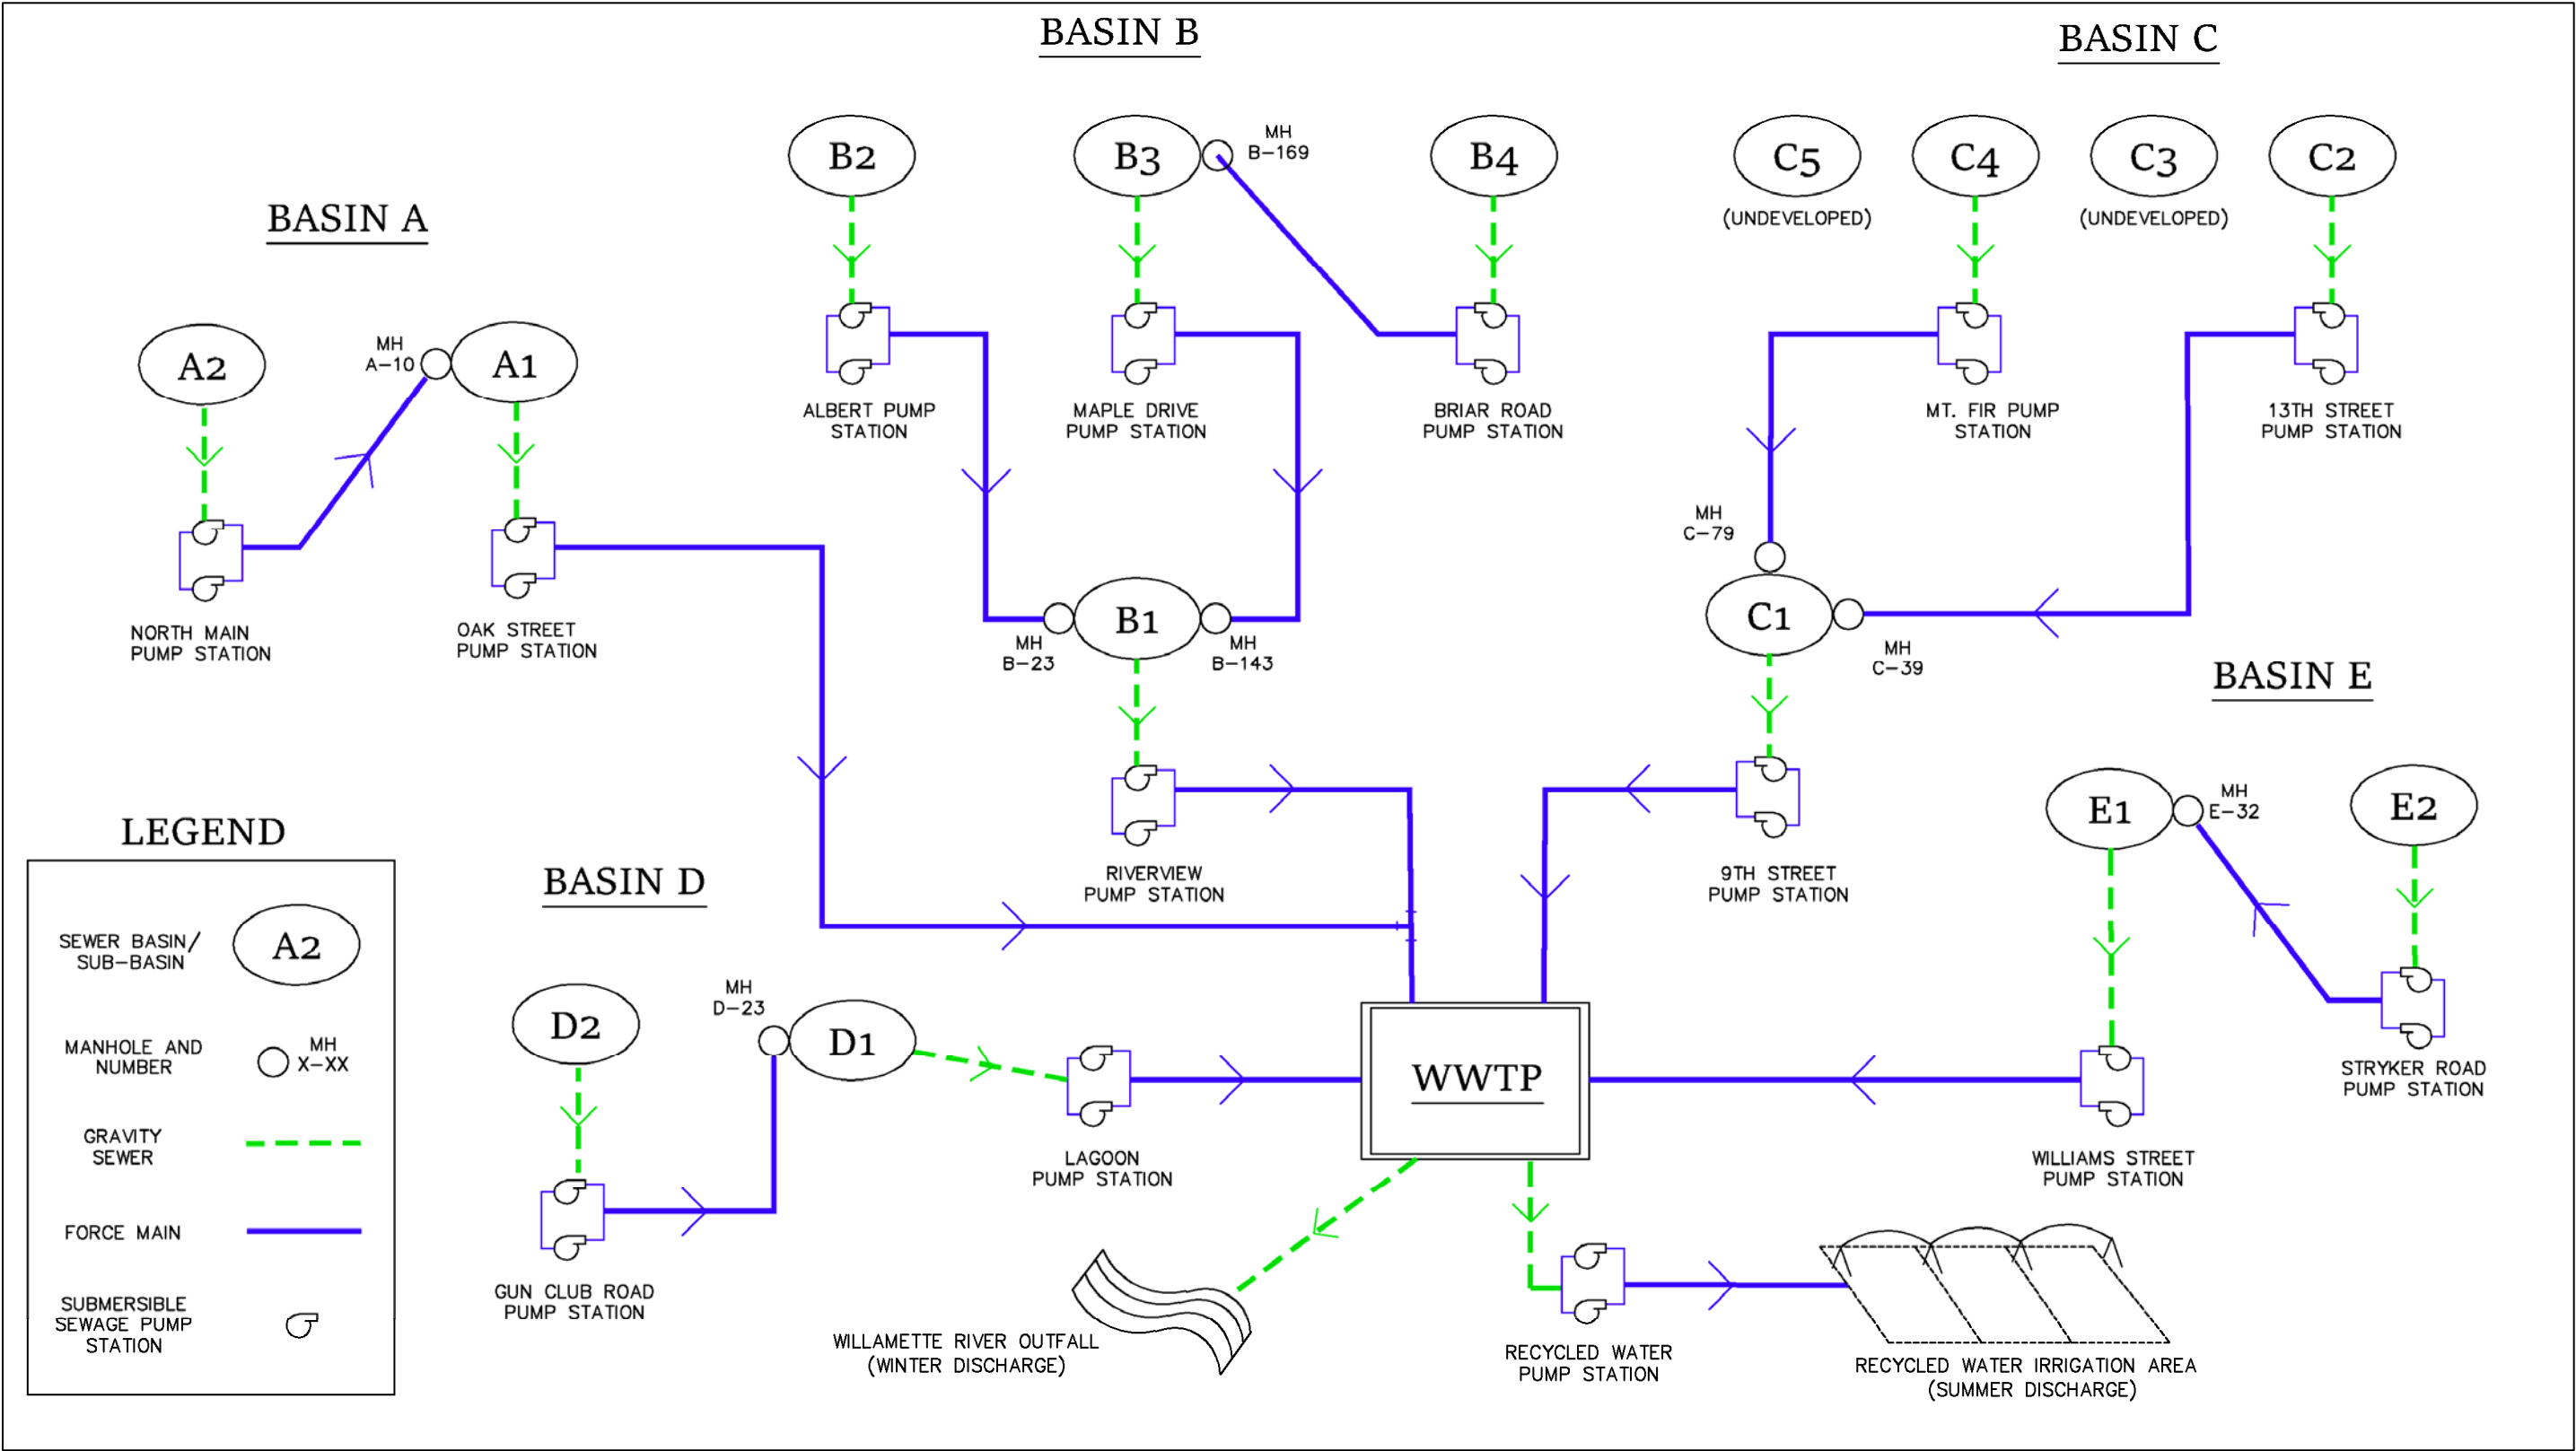 BASIN B
BASIN C
BASIN A
B2
B3
MH
B-169
B4
C5
(UNDEVELOPED)
C4
C3
(UNDEVELOPED)
C2
A2
MH
A-10
A1
ALBERT PUMP
STATION
MAPLE DRIVE
PUMP STATION
BRIAR ROAD
PUMP STATION
MT. FIR PUMP
STATION
13TH STREET
PUMP STATION
NORTH MAIN
PUMP STATION
OAK STREET
PUMP STATION
MH
B-23
B1
MH
B-143
MH
C-79
C1
MH
C-39
BASIN E
RIVERVIEW
PUMP STATION
9TH STREET
PUMP STATION
E1
MH
E-32
E2
STRYKER ROAD
PUMP STATION
LEGEND
SEWER BASIN/
SUB-BASIN
A2
MANHOLE AND
NUMBER
MH
X-XX
GRAVITY
SEWER
FORCE MAIN
SUBMERSIBLE
SEWAGE PUMP
STATION
BASIN D
D2
MH
D-23
D1
GUN CLUB ROAD
PUMP STATION
LAGOON
PUMP STATION
WWTP
WILLIAMS STREET
PUMP STATION
WILLAMETTE RIVER OUTFALL
(WINTER DISCHARGE)
RECYCLED WATER
PUMP STATION
RECYCLED WATER IRRIGATION AREA
(SUMMER DISCHARGE)